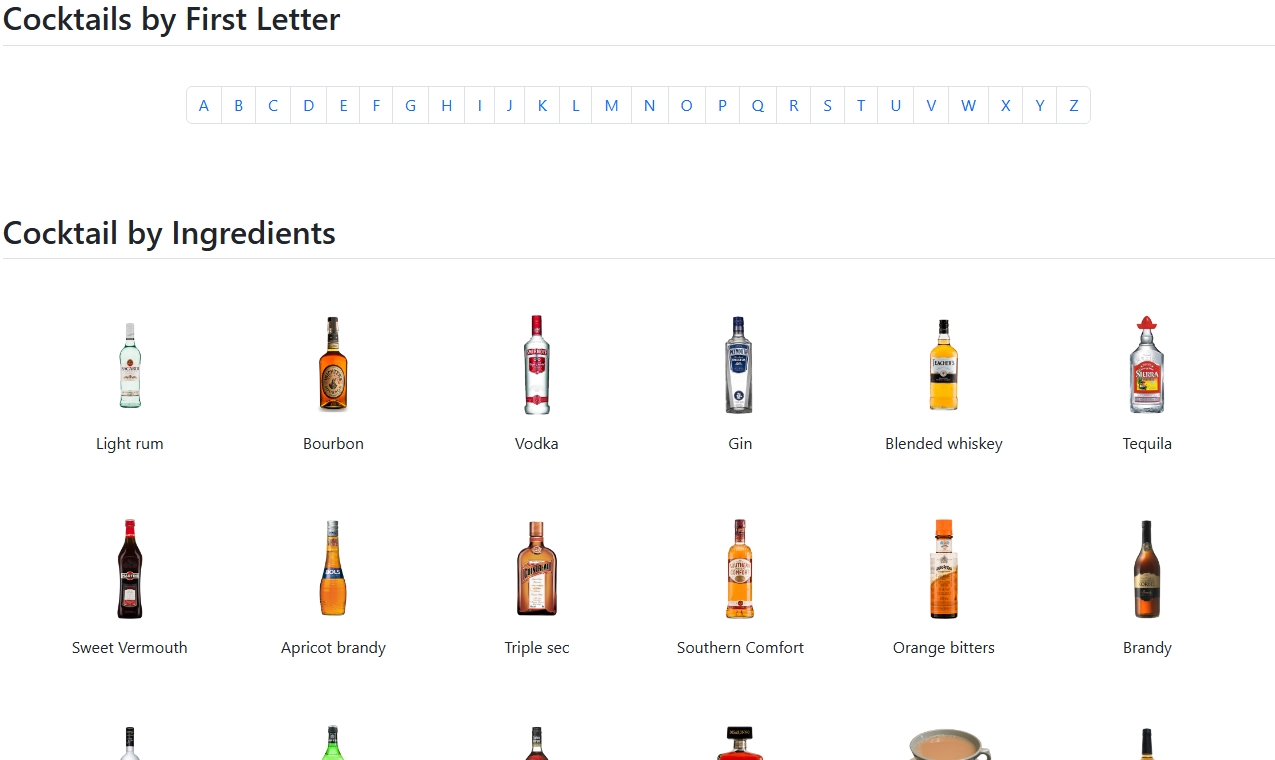 Cocktails by First Letter
A B C D E F G H I J K L M N O P Q R S T U V W X Y Z
Cocktail by Ingredients
Light rum Bourbon Vodka Gin Blended whiskey Tequila
Sweet Vermouth Apricot brandy Triple sec Southern Comfort Orange bitters Brandy